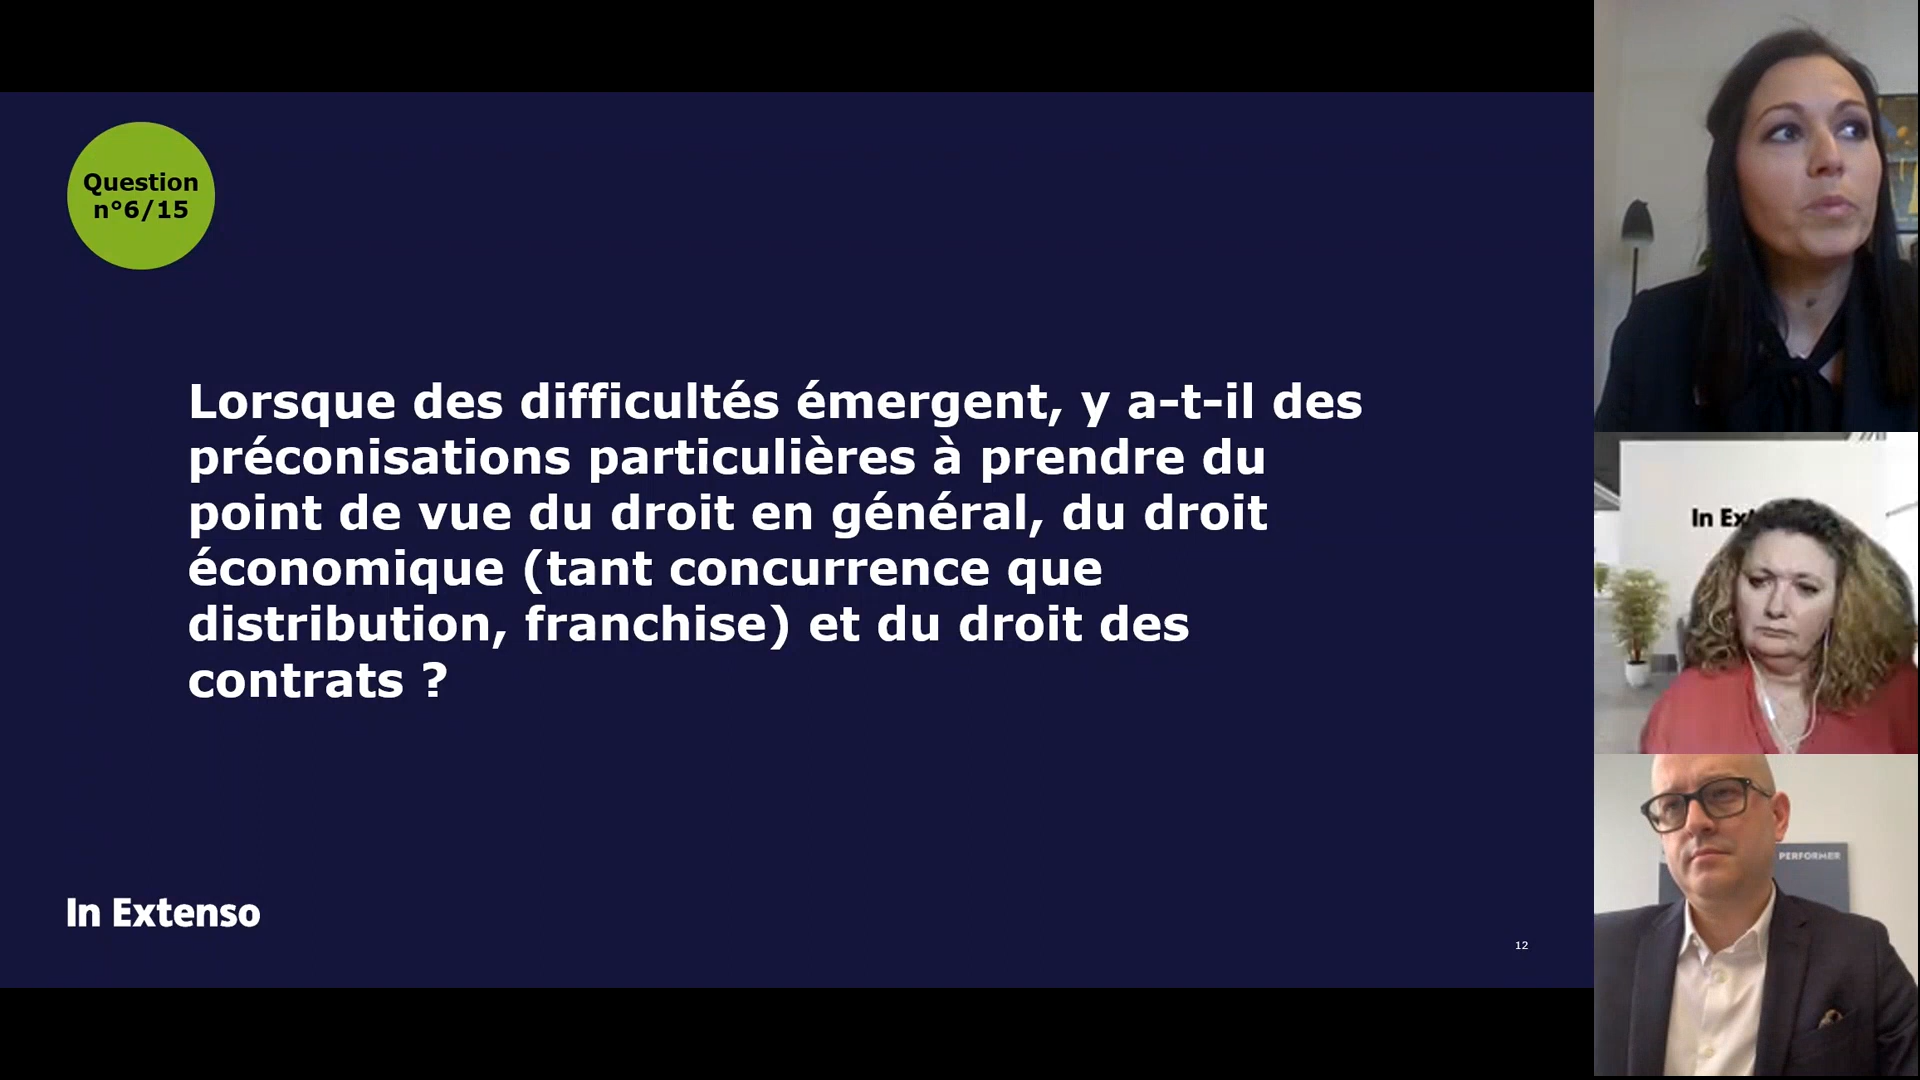 Question
n°6/15
Lorsque des difficultés émergent, y a-t-il des
préconisations particulières à prendre du
point de vue du droit en général, du droit
économique (tant concurrence que
distribution, franchise) et du droit des
contrats ?
In Extenso
12
In Ex
PERFORMER